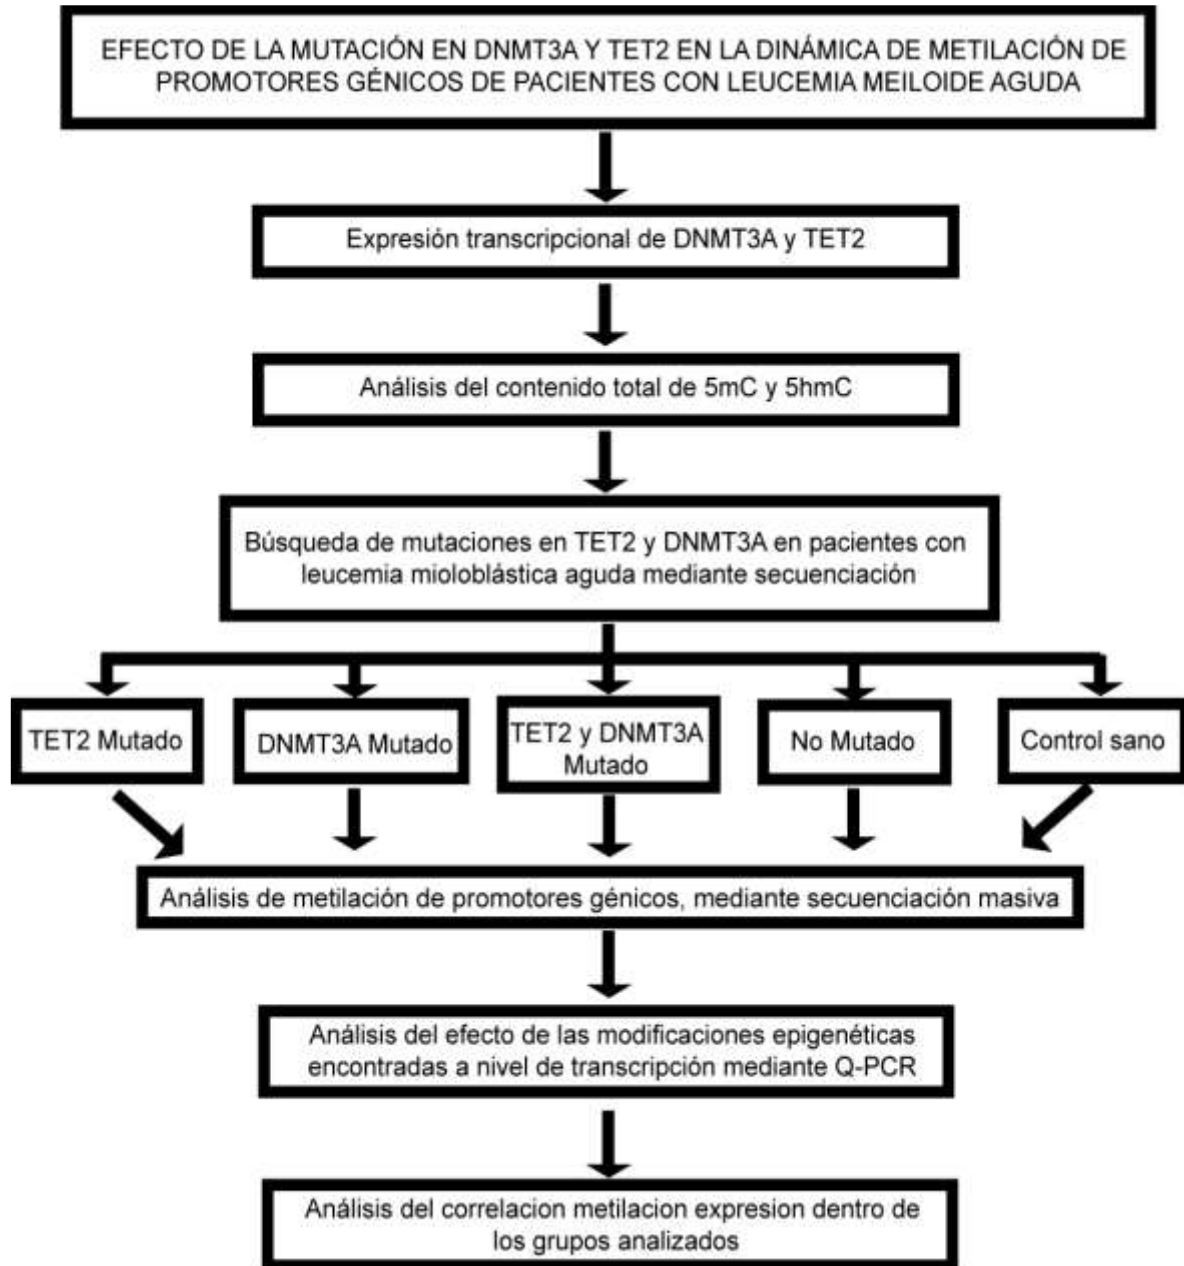 EFECTO DE LA MUTACIÓN EN DNMT3A Y TET2 EN LA DINÁMICA DE METILACIÓN DE
PROMOTORES GÉNICOS DE PACIENTES CON LEUCEMIA MEILOIDE AGUDA
Expresión transcripcional de DNMT3A y TET2
Análisis del contenido total de 5mC y 5hmC
Búsqueda de mutaciones en TET2 y DNMT3A en pacientes con
leucemia mioloblástica aguda mediante secuenciación
TET2 Mutado
DNMT3A Mutado
TET2 y DNMT3A
Mutado
No Mutado
Control sano
Análisis de metilación de promotores génicos, mediante secuenciación masiva
Análisis del efecto de las modificaciones epigenéticas
encontradas a nivel de transcripción mediante Q-PCR
Análisis del correlacion metilacion expresion dentro de
los grupos analizados